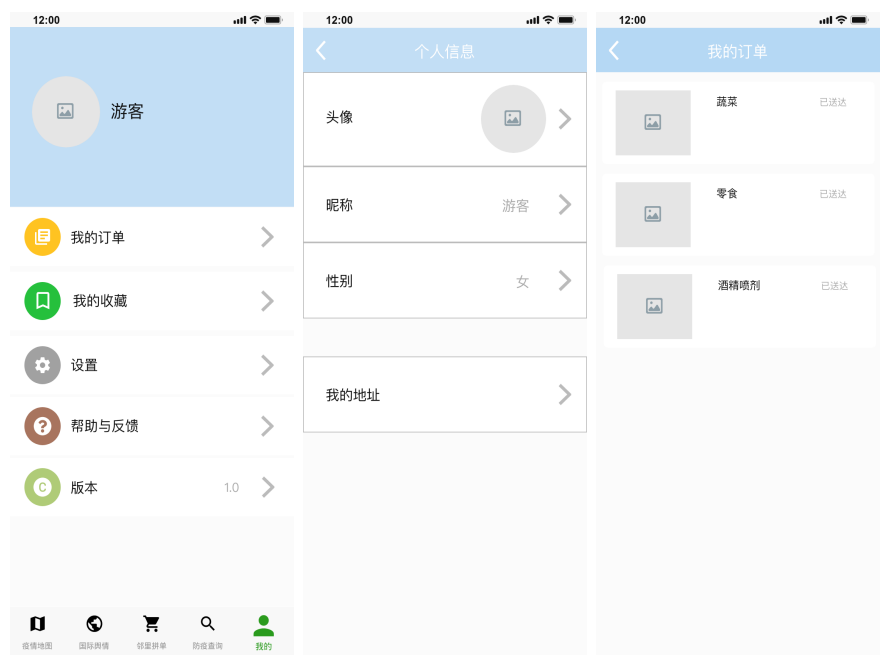 12:00
游客
我的订单
我的收藏
设置
帮助与反馈
C
版本
1.0
疫情地图
国际舆情
邻里拼单
防疫查询
我的
12:00
个人信息
头像
昵称
游客
性别
女
我的地址
12:00
我的订单
蔬菜
已送达
零食
已送达
酒精喷剂
已送达